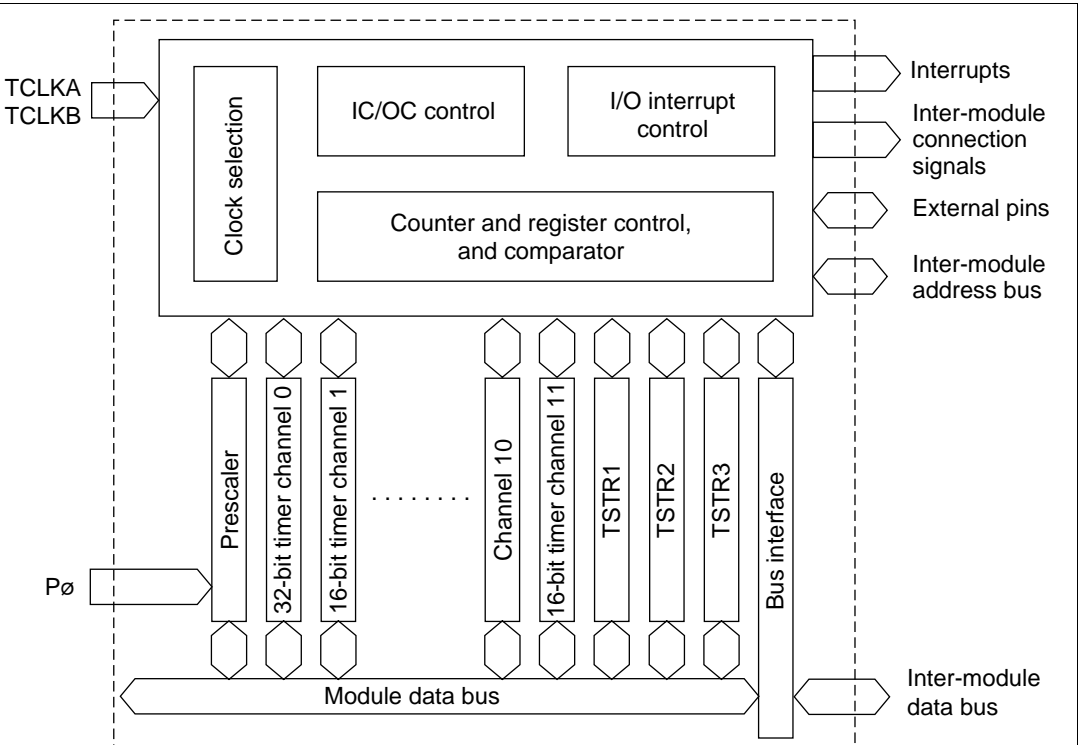 TCLKA
TCLKB
Clock selection
IC/OC control
I/O interrupt
control
Counter and register control,
and comparator
Interrupts
Inter-module
connection
signals
External pins
Inter-module
address bus
Prescaler
32-bit timer channel 0
16-bit timer channel 1
. . . . . . . .
Channel 10
16-bit timer channel 11
TSTR1
TSTR2
TSTR3
Bus interface
Pø
Module data bus
Inter-module
data bus